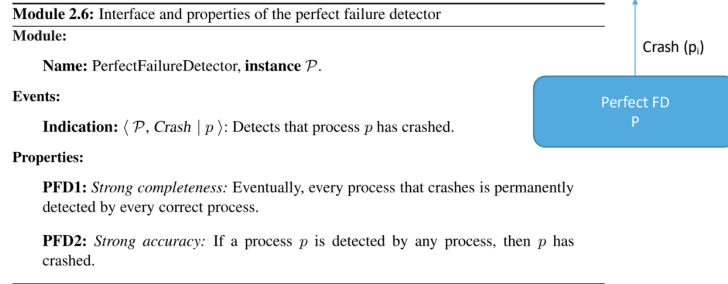 Module 2.6: Interface and properties of the perfect failure detector
Module:
Name: PerfectFailureDetector, instance 𝒫.
Events:
Indication: ⟨ 𝒫, Crash | p ⟩: Detects that process p has crashed.
Properties:
PFD1: Strong completeness: Eventually, every process that crashes is permanently
detected by every correct process.
PFD2: Strong accuracy: If a process p is detected by any process, then p has
crashed.
Crash (pᵢ)
Perfect FD
P